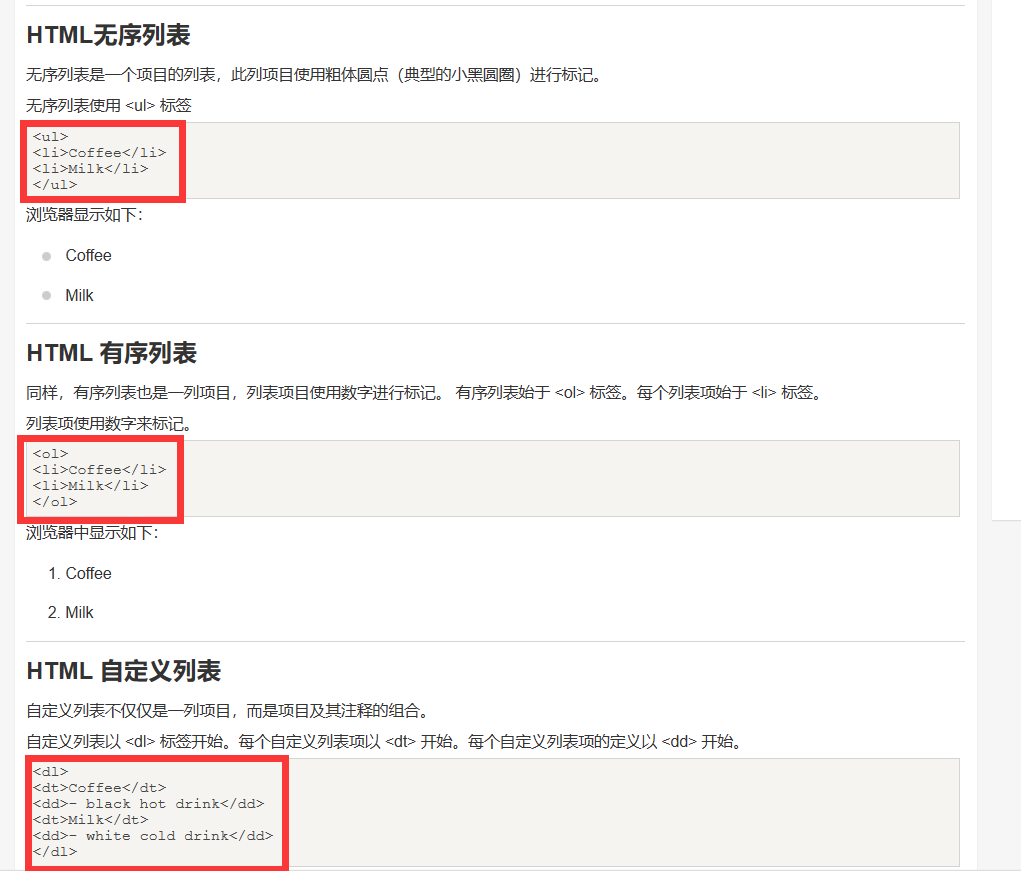 HTML无序列表
无序列表是一个项目的列表，此列项目使用粗体圆点（典型的小黑圆圈）进行标记。
无序列表使用 <ul> 标签
<ul>
<li>Coffee</li>
<li>Milk</li>
</ul>
浏览器显示如下：
Coffee
Milk
HTML 有序列表
同样，有序列表也是一列项目，列表项目使用数字进行标记。 有序列表始于 <ol> 标签。每个列表项始于 <li> 标签。
列表项使用数字来标记。
<ol>
<li>Coffee</li>
<li>Milk</li>
</ol>
浏览器中显示如下：
1. Coffee
2. Milk
HTML 自定义列表
自定义列表不仅仅是一列项目，而是项目及其注释的组合。
自定义列表以 <dl> 标签开始。每个自定义列表项以 <dt> 开始。每个自定义列表项的定义以 <dd> 开始。
<dl>
<dt>Coffee</dt>
<dd>- black hot drink</dd>
<dt>Milk</dt>
<dd>- white cold drink</dd>
</dl>